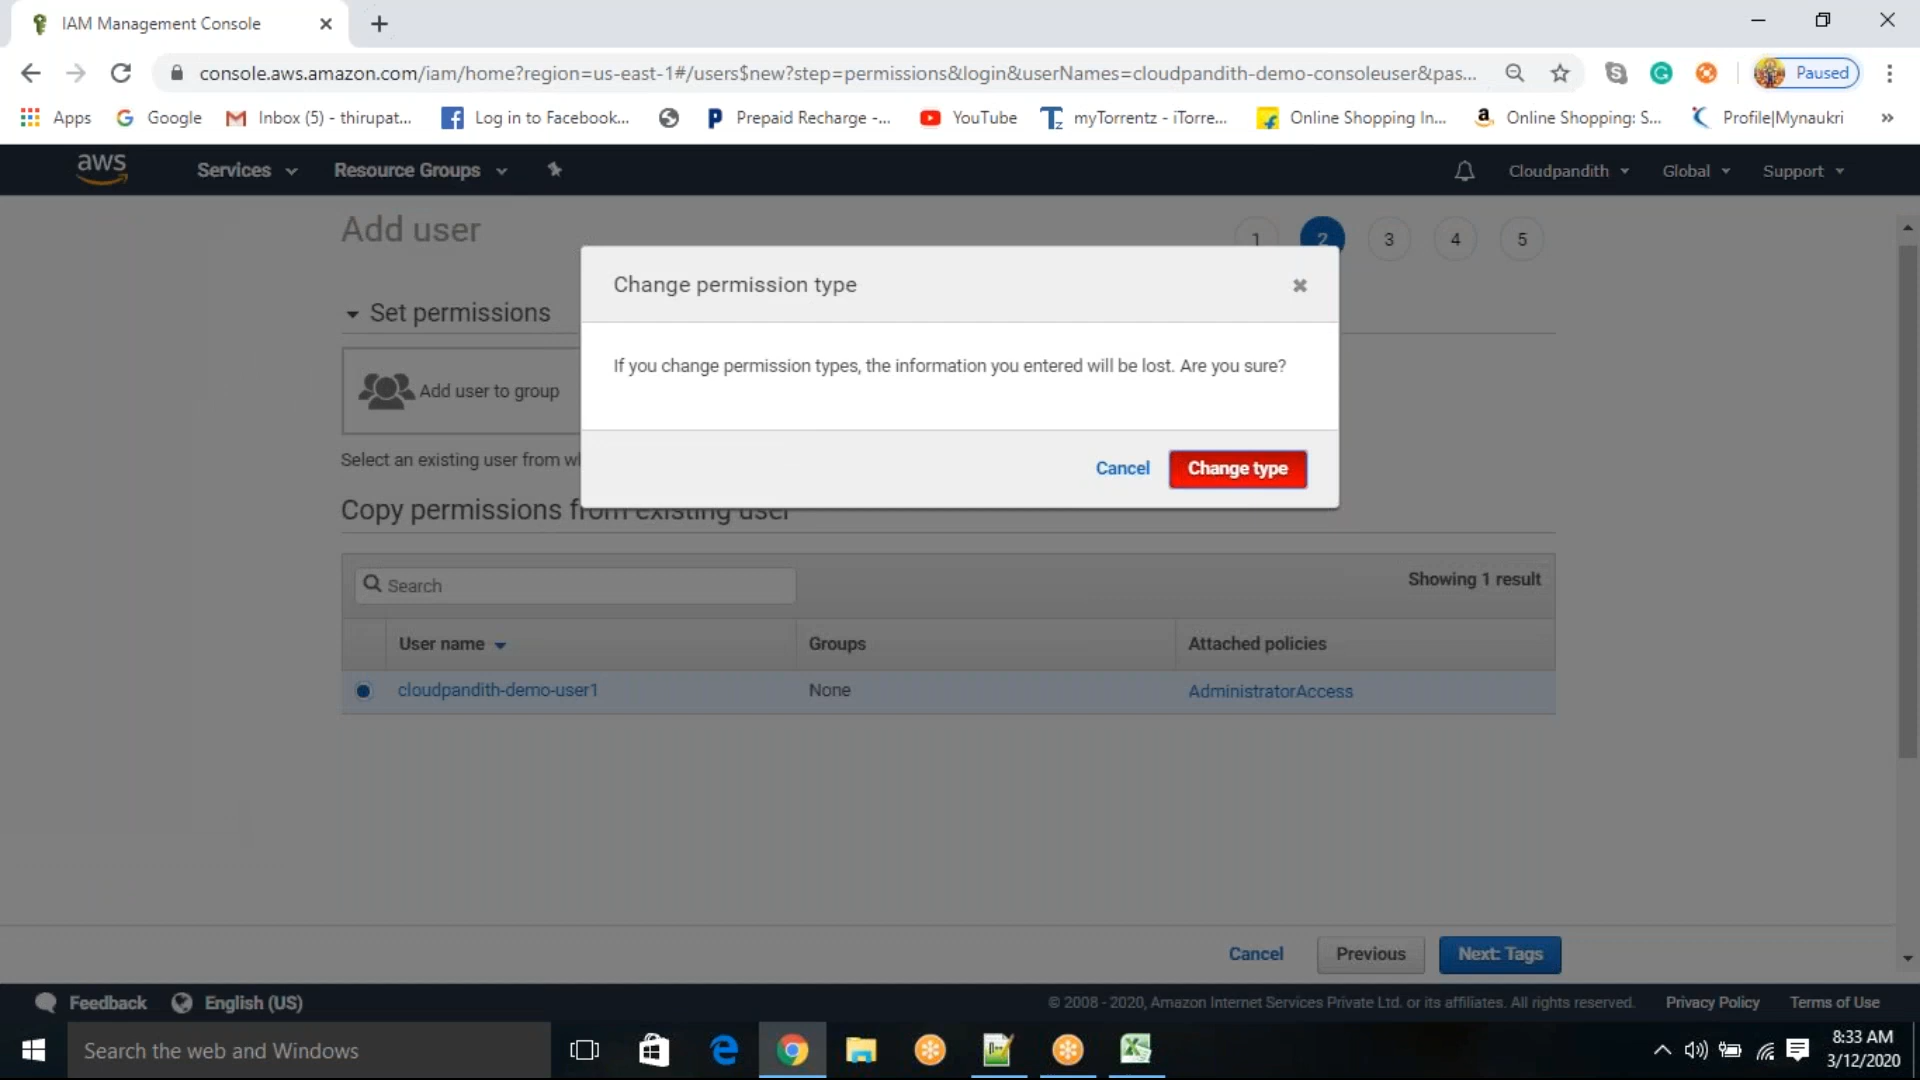 IAM Management Console
console.aws.amazon.com/iam/home?region=us-east-1#/users$new?step=permissions&login&userNames=cloudpandith-demo-consoleuser&pas...
Paused
Apps
Google
Inbox (5) - thirupat...
Log in to Facebook...
Prepaid Recharge -...
YouTube
myTorrentz - iTorre...
Online Shopping In...
Online Shopping: S...
Profile|Mynaukri
»
aws
Services
Resource Groups
Cloudpandith
Global
Support
Add user
1
2
3
4
5
Change permission type
Set permissions
If you change permission types, the information you entered will be lost. Are you sure?
Add user to group
Select an existing user from
Cancel
Change type
Copy permissions from existing user
Search
Showing 1 result
User name
Groups
Attached policies
cloudpandith-demo-user1
None
AdministratorAccess
Cancel
Previous
Next: Tags
Feedback
English (US)
© 2008 - 2020, Amazon Internet Services Private Ltd. or its affiliates. All rights reserved.
Privacy Policy
Terms of Use
Search the web and Windows
8:33 AM
3/12/2020